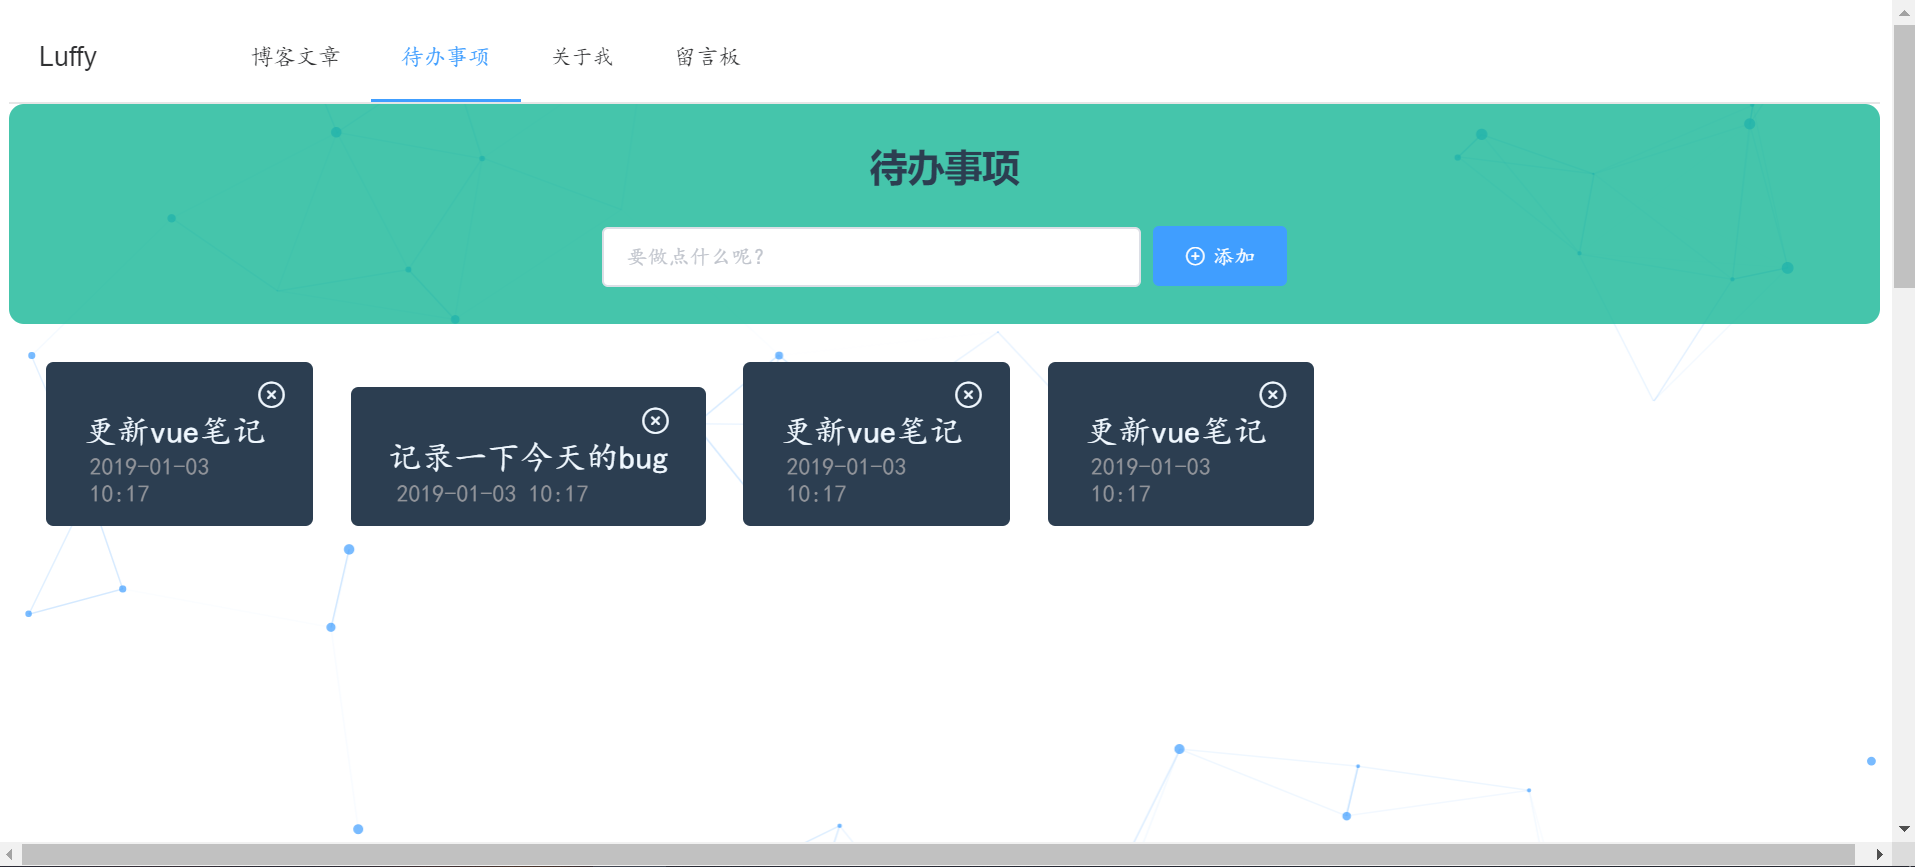 Luffy
博客文章
待办事项
关于我
留言板
待办事项
要做点什么呢?
添加
更新vue笔记
2019-01-03
10:17
记录一下今天的bug
2019-01-03 10:17
更新vue笔记
2019-01-03
10:17
更新vue笔记
2019-01-03
10:17